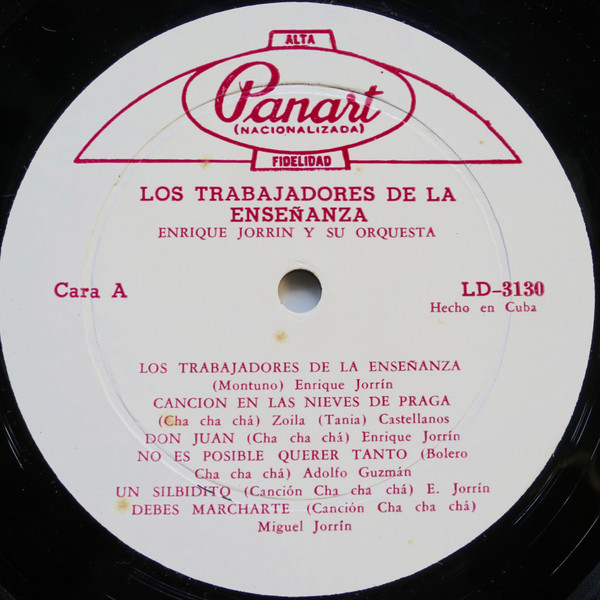 ALTA
Panart
(NACIONALIZADA)
FIDELIDAD
LOS TRABAJADORES DE LA
ENSEÑANZA
ENRIQUE JORRIN Y SU ORQUESTA
Cara A
LD-3130
Hecho en Cuba
LOS TRABAJADORES DE LA ENSEÑANZA
(Montuno) Enrique Jorrín
CANCION EN LAS NIEVES DE PRAGA
(Cha cha chá) Zoila (Tania) Castellanos
DON JUAN (Cha cha chá) Enrique Jorrín
NO ES POSIBLE QUERER TANTO (Bolero
Cha cha chá) Adolfo Guzmán
UN SILBIDITO (Canción Cha cha chá) E. Jorrín
DEBES MARCHARTE (Canción Cha cha chá)
Miguel Jorrín